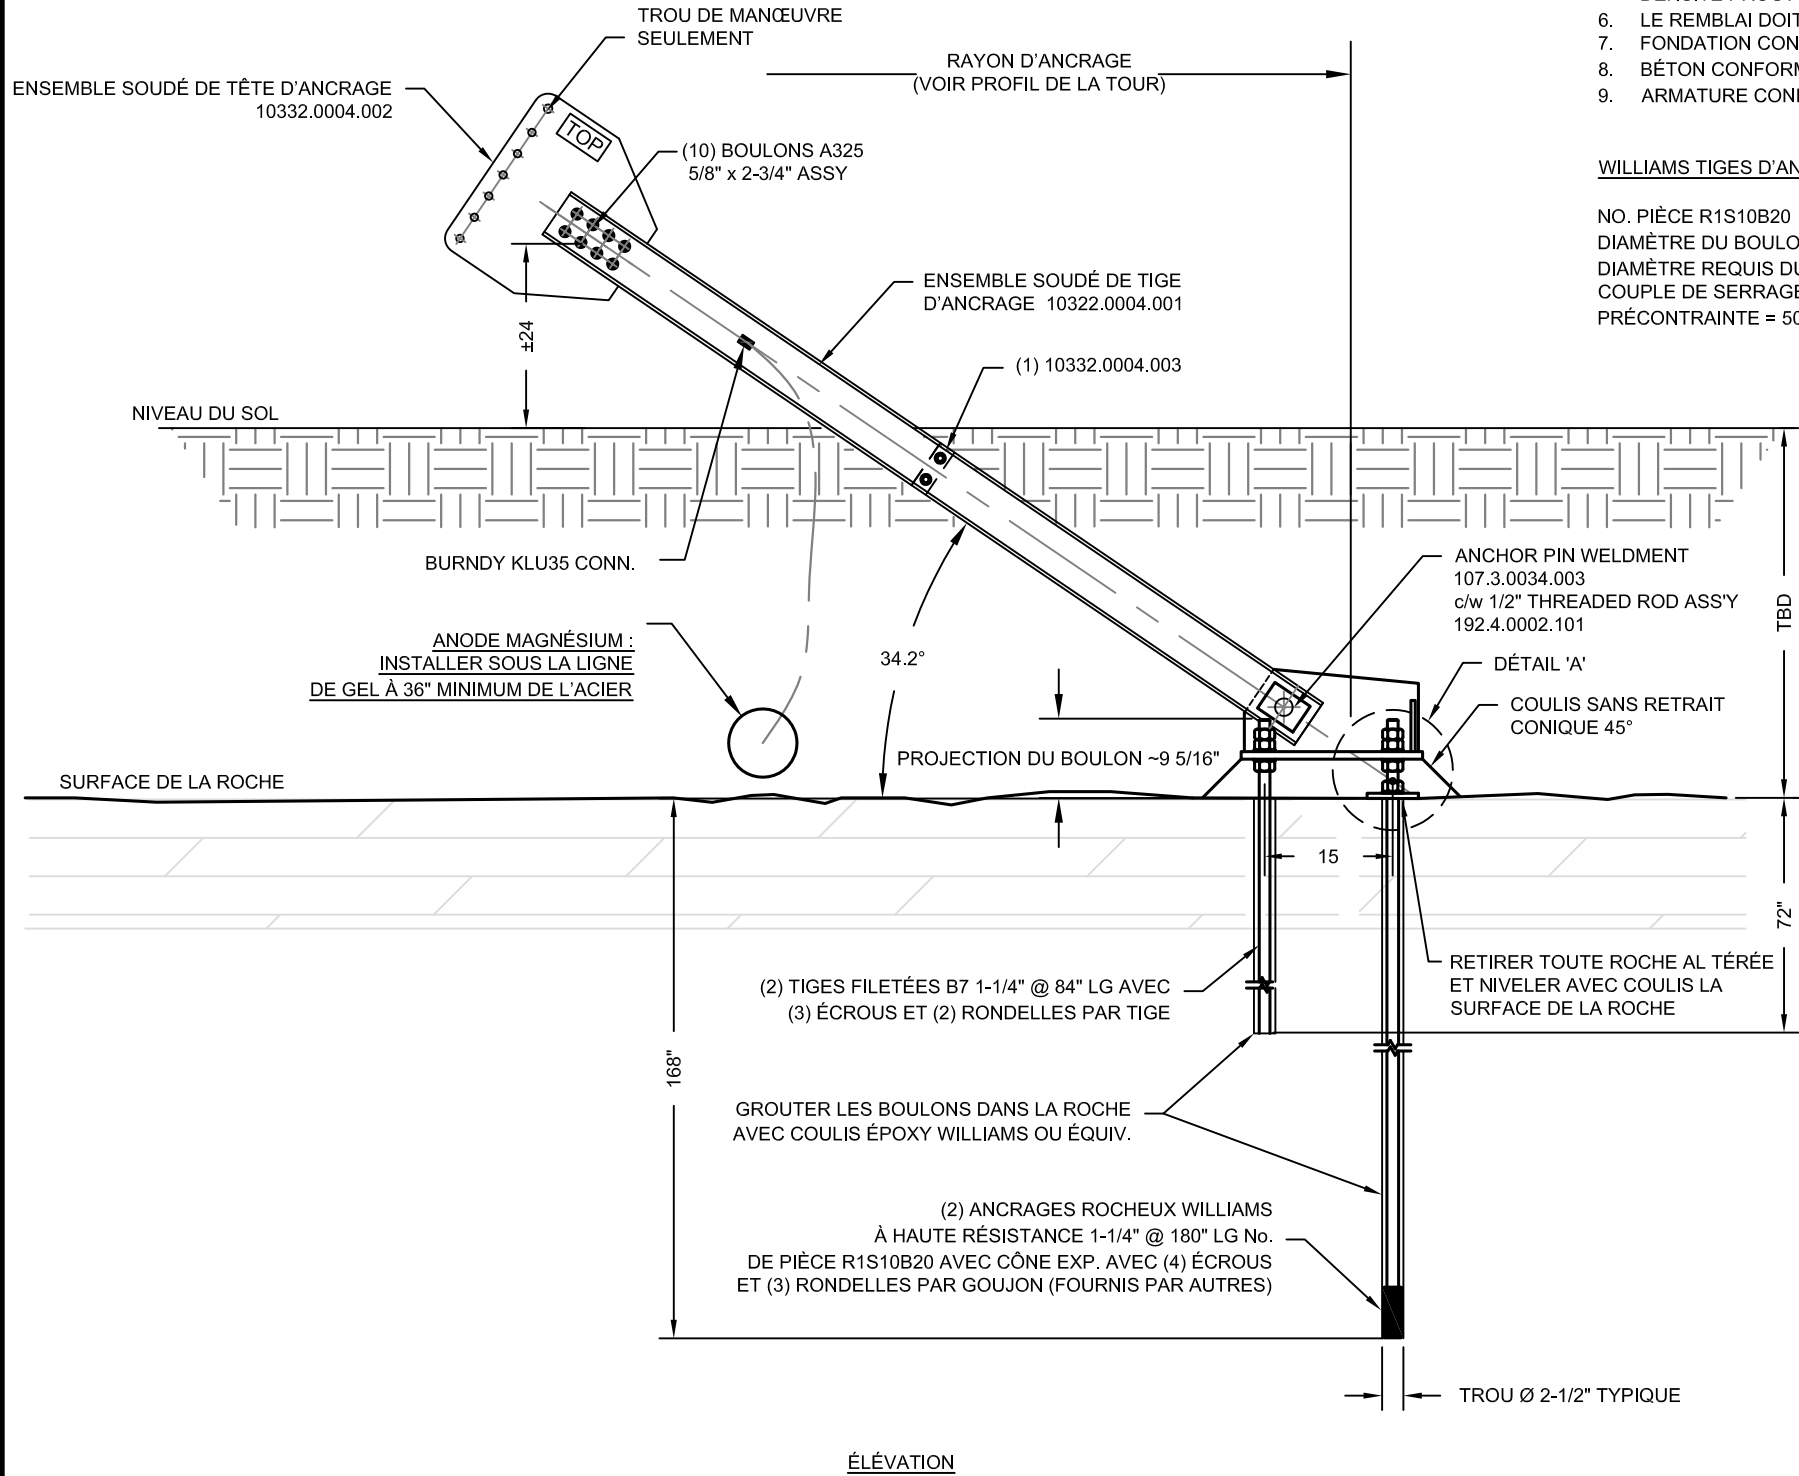 TROU DE MANŒUVRE
SEULEMENT
ENSEMBLE SOUDÉ DE TÊTE D'ANCRAGE
10332.0004.002
RAYON D'ANCRAGE
(VOIR PROFIL DE LA TOUR)
6. LE REMBLAI DOIT
7. FONDATION CON
8. BÉTON CONFORM
9. ARMATURE CON
TOP
(10) BOULONS A325
5/8" x 2-3/4" ASSY
WILLIAMS TIGES D'AN
NO. PIÈCE R1S10B20
DIAMÈTRE DU BOULO
DIAMÈTRE REQUIS DU
COUPLE DE SERRAGE
PRÉCONTRAINTE = 50
ENSEMBLE SOUDÉ DE TIGE
D'ANCRAGE 10322.0004.001
±24
(1) 10332.0004.003
NIVEAU DU SOL
BURNDY KLU35 CONN.
ANCHOR PIN WELDMENT
107.3.0034.003
c/w 1/2" THREADED ROD ASS'Y
192.4.0002.101
TBD
ANODE MAGNÉSIUM :
INSTALLER SOUS LA LIGNE
DE GEL À 36" MINIMUM DE L'ACIER
34.2°
DÉTAIL 'A'
COULIS SANS RETRAIT
CONIQUE 45°
PROJECTION DU BOULON ~9 5/16"
SURFACE DE LA ROCHE
15
72"
(2) TIGES FILETÉES B7 1-1/4" @ 84" LG AVEC
(3) ÉCROUS ET (2) RONDELLES PAR TIGE
RETIRER TOUTE ROCHE AL TÉRÉE
ET NIVELER AVEC COULIS LA
SURFACE DE LA ROCHE
168"
GROUTER LES BOULONS DANS LA ROCHE
AVEC COULIS ÉPOXY WILLIAMS OU ÉQUIV.
(2) ANCRAGES ROCHEUX WILLIAMS
À HAUTE RÉSISTANCE 1-1/4" @ 180" LG No.
DE PIÈCE R1S10B20 AVEC CÔNE EXP. AVEC (4) ÉCROUS
ET (3) RONDELLES PAR GOUJON (FOURNIS PAR AUTRES)
TROU Ø 2-1/2" TYPIQUE
ÉLÉVATION